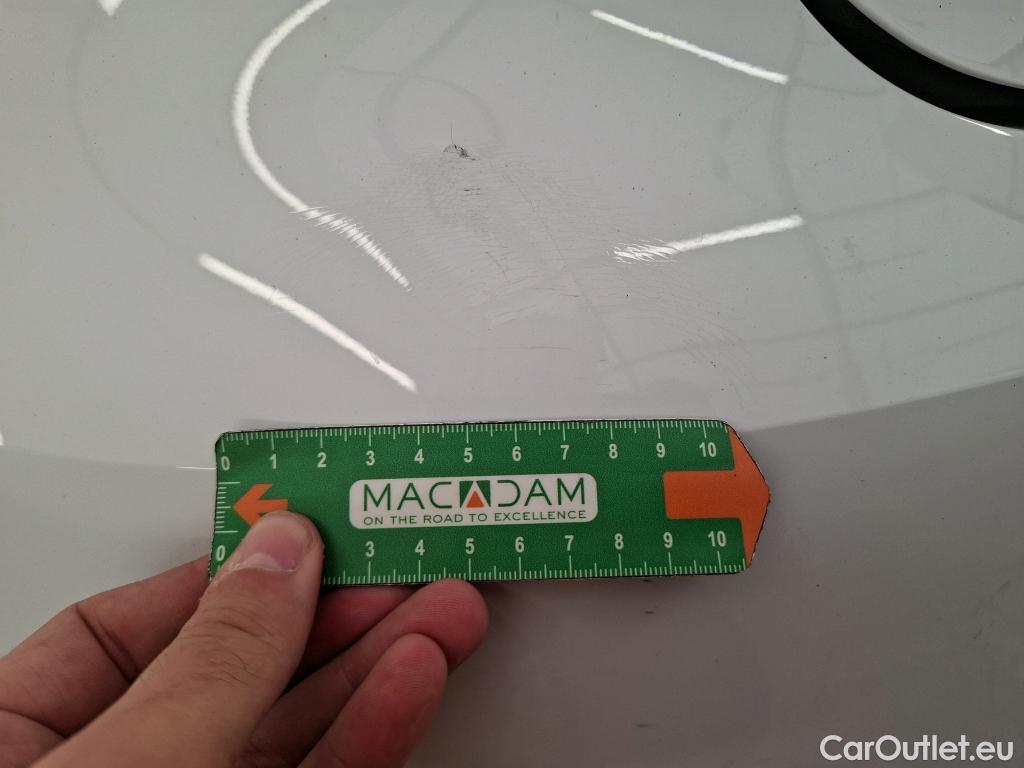 0 1 2 3 4 5 6 7 8 9 10
MACADAM
ON THE ROAD TO EXCELLENCE
0 3 4 5 6 7 8 9 10
CarOutlet.eu